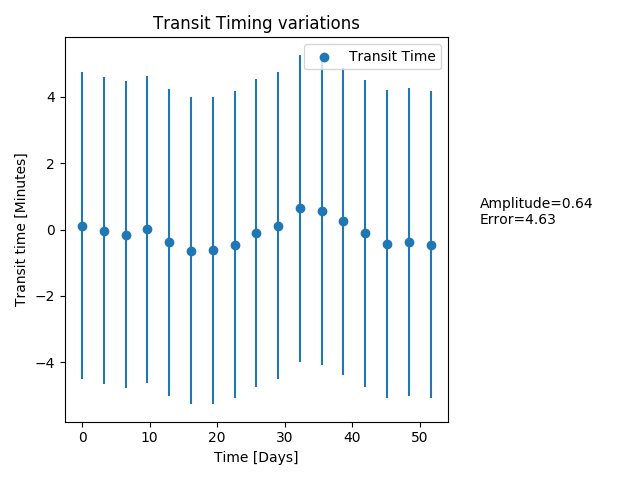 Transit Timing variations
Transit Time
Transit time [Minutes]
4
2
0
−2
−4
0
10
20
30
40
50
Time [Days]
Amplitude=0.64
Error=4.63